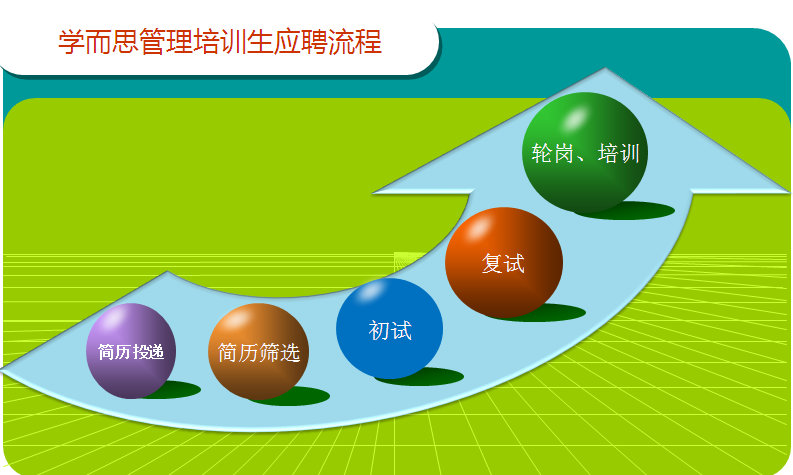 学而思管理培训生应聘流程
轮岗、培训
复试
初试
简历筛选
简历投递